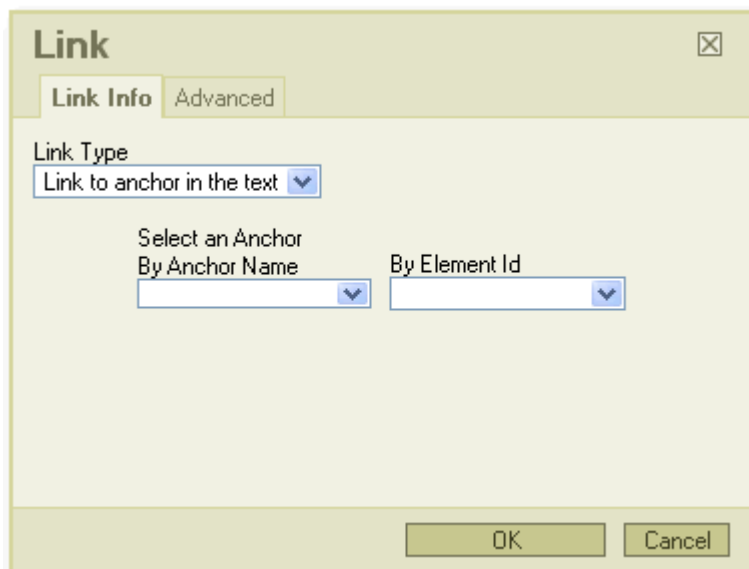 Link
Link Info Advanced
Link Type
Link to anchor in the text
Select an Anchor
By Anchor Name By Element Id
OK Cancel